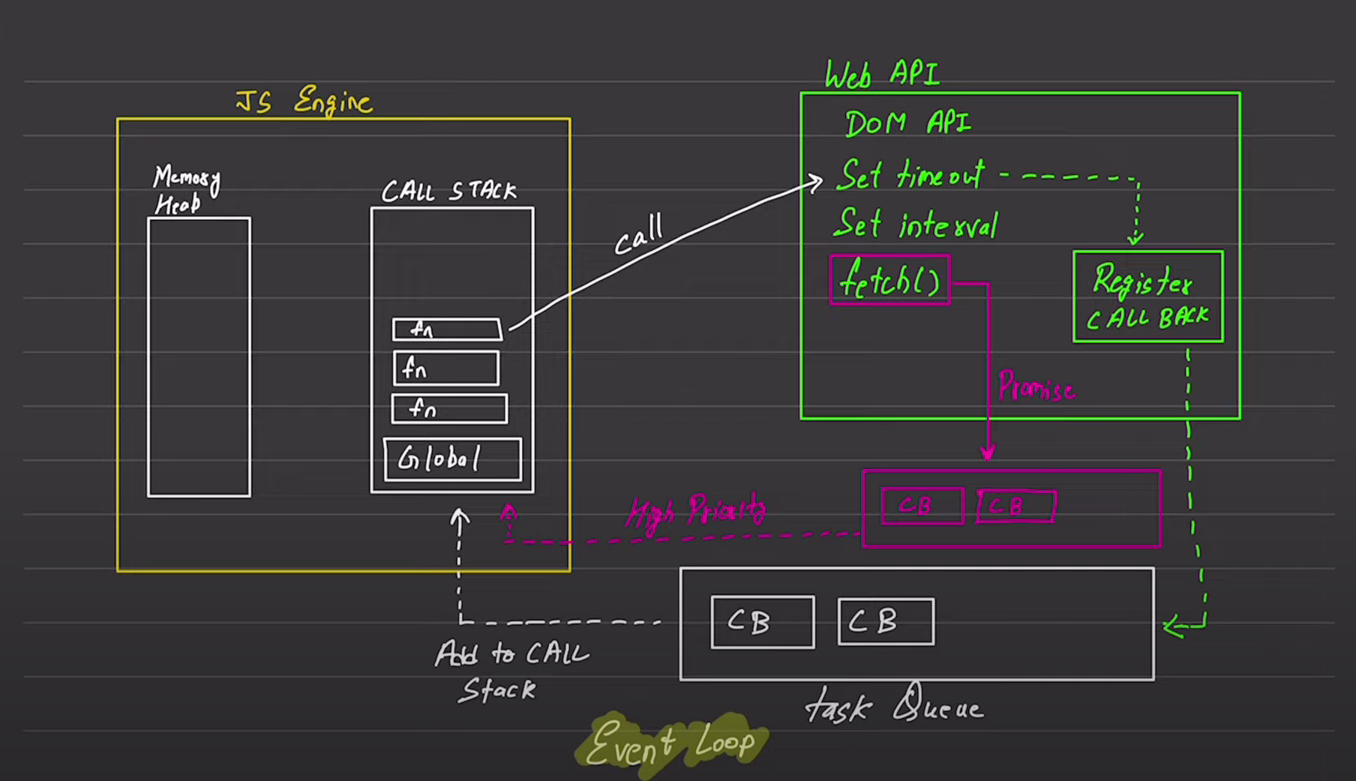 Web API
JS Engine
DOM API
Memory
Heap
CALL STACK
Set timeout
call
Set interval
fetch()
Register
CALL BACK
fn
fn
fn
Promise
Global
High Priority
CB CB
CB CB
Add to CALL
Stack
task Queue
Event Loop